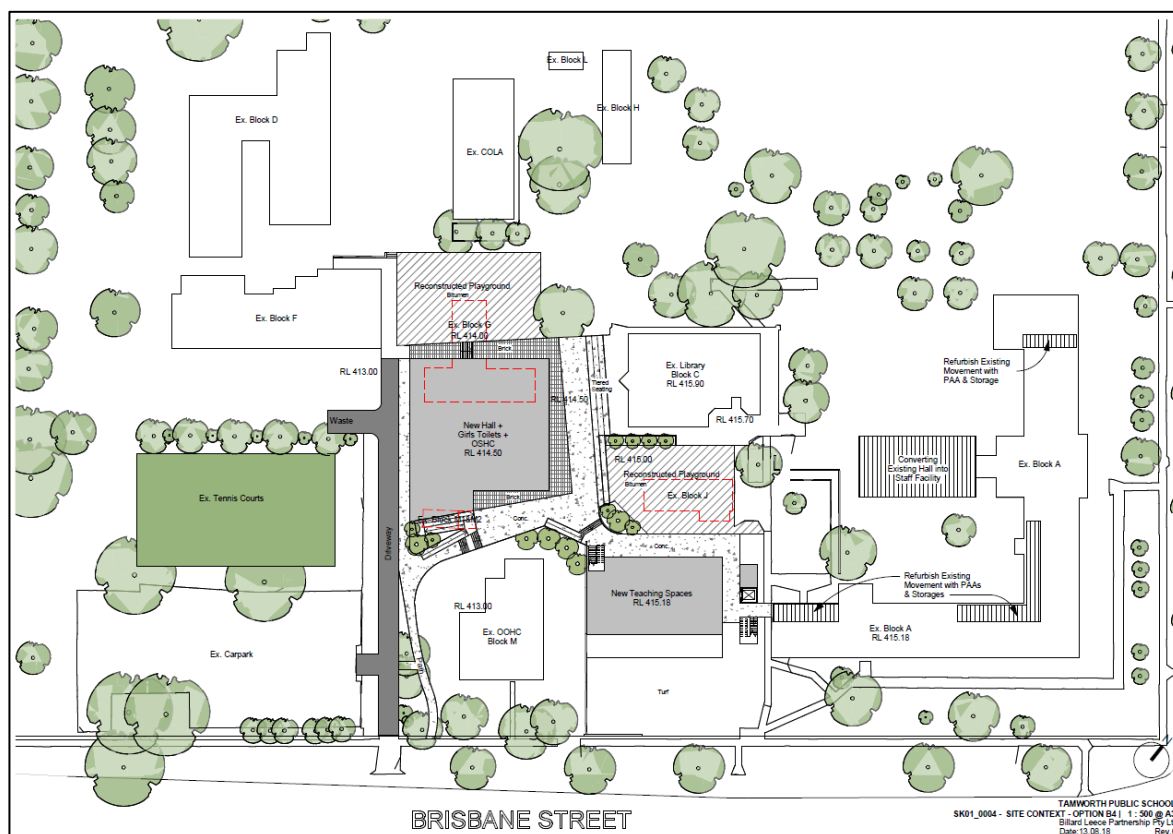 Ex. Block L
Ex. Block D
Ex. Block H
Ex. COLA
Reconstructed Playground
Bitumen
Ex. Block F
Ex. Block G
RL 414.00
Brick
RL 413.00
Ex. Library
Block C
RL 415.90
Refurbish Existing
Movement with
PAA & Storage
Tiered
Seating
RL 414.50
RL 415.70
Waste
New Hall +
Girls Toilets +
OSHC
RL 414.50
RL 415.00
Reconstructed Playground
Bitumen
Converting
Existing Hall into
Staff Facility
Ex. Block A
Ex. Tennis Courts
Ex. Block J
Brick
Conc.
Driveway
Conc.
New Teaching Spaces
RL 415.18
Refurbish Existing
Movement with PAAs
& Storages
RL 413.00
Ex. OOHC
Block M
Ex. Block A
RL 415.18
Ex. Carpark
Turf
N
BRISBANE STREET
TAMWORTH PUBLIC SCHOOL
SK01_0004 - SITE CONTEXT - OPTION B4 | 1 : 500 @ A3
Billard Leece Partnership Pty Lt
Date:13.08.18
Rev